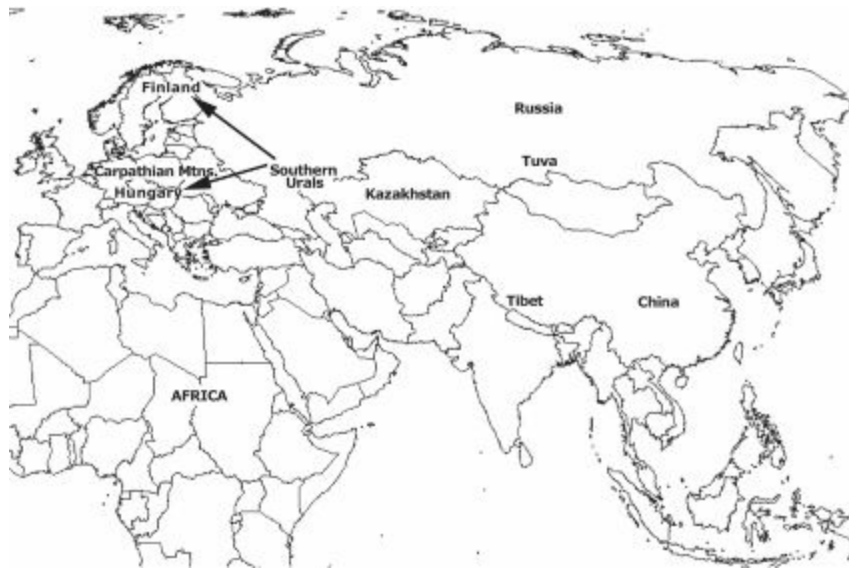 Finland
Russia
Tuva
Carpathian Mtns.
Southern
Urals
Hungary
Kazakhstan
Tibet
China
AFRICA